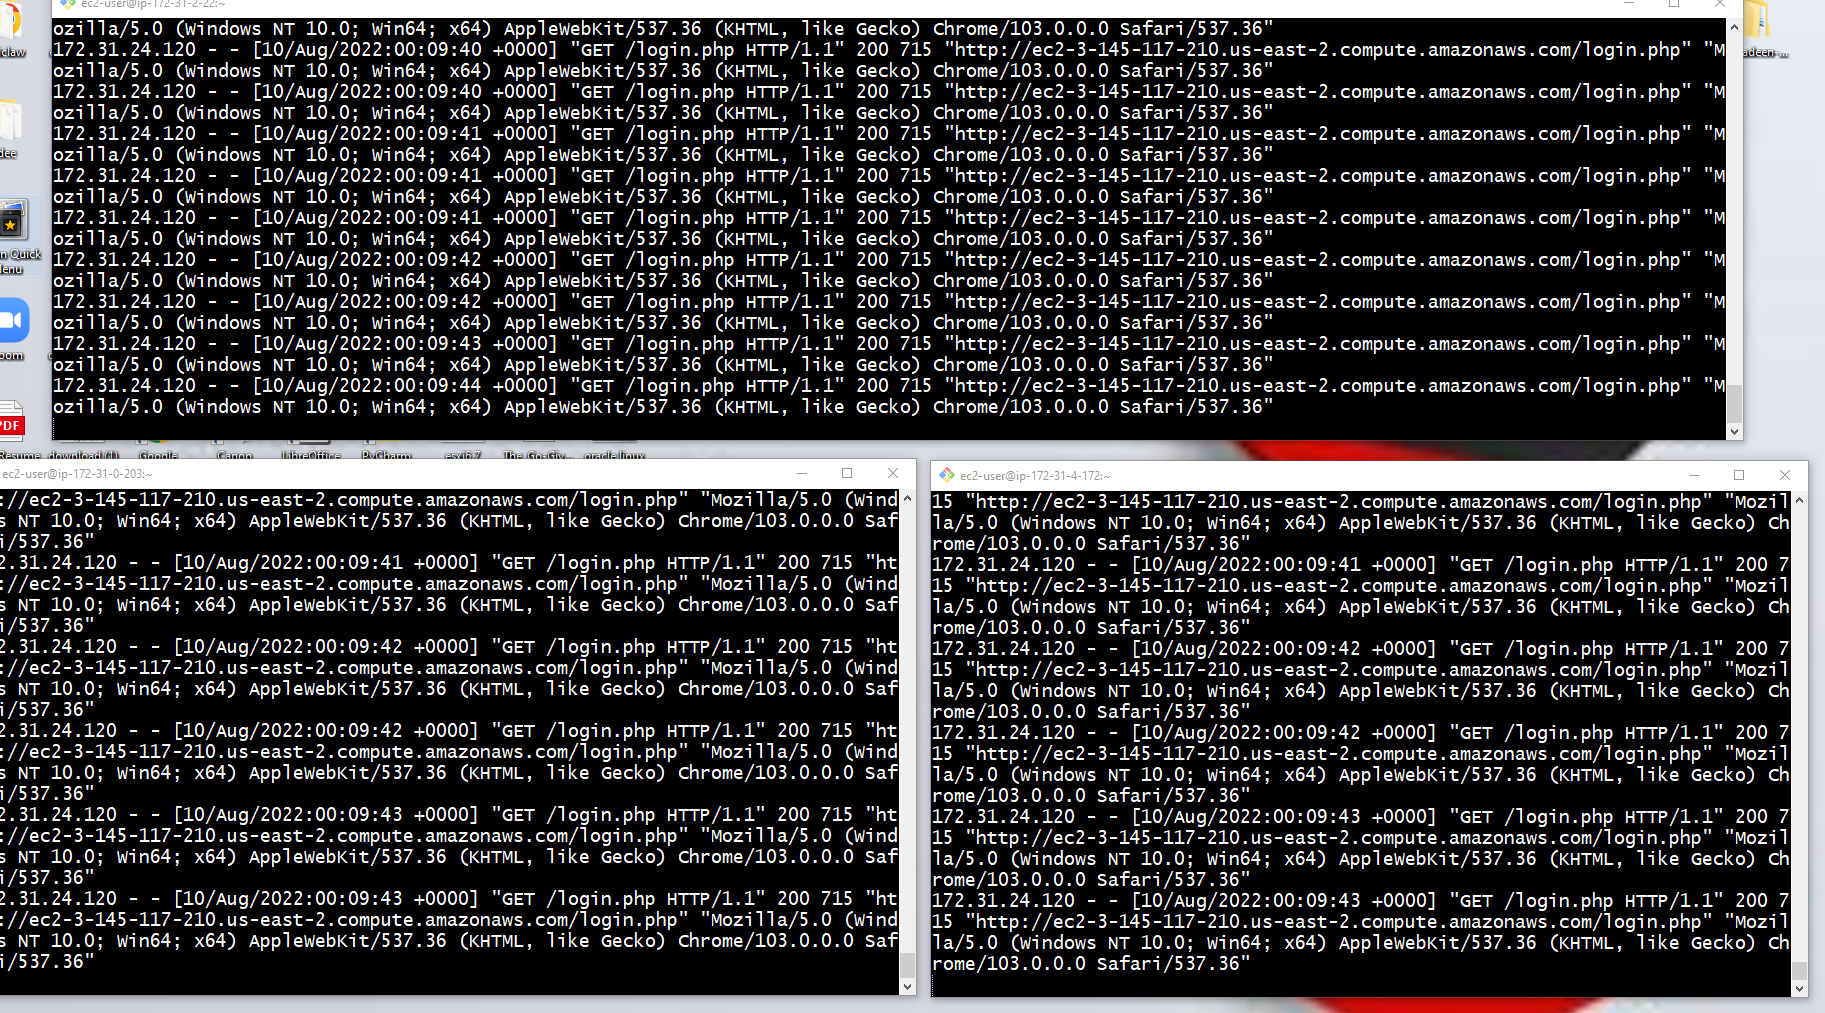 ec2-user@ip-172-31-2-22:~
ozilla/5.0 (Windows NT 10.0; Win64; x64) AppleWebKit/537.36 (KHTML, like Gecko) Chrome/103.0.0.0 Safari/537.36"
172.31.24.120 - - [10/Aug/2022:00:09:40 +0000] "GET /login.php HTTP/1.1" 200 715 "http://ec2-3-145-117-210.us-east-2.compute.amazonaws.com/login.php" "M
ozilla/5.0 (Windows NT 10.0; Win64; x64) AppleWebKit/537.36 (KHTML, like Gecko) Chrome/103.0.0.0 Safari/537.36"
172.31.24.120 - - [10/Aug/2022:00:09:40 +0000] "GET /login.php HTTP/1.1" 200 715 "http://ec2-3-145-117-210.us-east-2.compute.amazonaws.com/login.php" "M
ozilla/5.0 (Windows NT 10.0; Win64; x64) AppleWebKit/537.36 (KHTML, like Gecko) Chrome/103.0.0.0 Safari/537.36"
172.31.24.120 - - [10/Aug/2022:00:09:41 +0000] "GET /login.php HTTP/1.1" 200 715 "http://ec2-3-145-117-210.us-east-2.compute.amazonaws.com/login.php" "M
ozilla/5.0 (Windows NT 10.0; Win64; x64) AppleWebKit/537.36 (KHTML, like Gecko) Chrome/103.0.0.0 Safari/537.36"
172.31.24.120 - - [10/Aug/2022:00:09:41 +0000] "GET /login.php HTTP/1.1" 200 715 "http://ec2-3-145-117-210.us-east-2.compute.amazonaws.com/login.php" "M
ozilla/5.0 (Windows NT 10.0; Win64; x64) AppleWebKit/537.36 (KHTML, like Gecko) Chrome/103.0.0.0 Safari/537.36"
172.31.24.120 - - [10/Aug/2022:00:09:41 +0000] "GET /login.php HTTP/1.1" 200 715 "http://ec2-3-145-117-210.us-east-2.compute.amazonaws.com/login.php" "M
ozilla/5.0 (Windows NT 10.0; Win64; x64) AppleWebKit/537.36 (KHTML, like Gecko) Chrome/103.0.0.0 Safari/537.36"
172.31.24.120 - - [10/Aug/2022:00:09:42 +0000] "GET /login.php HTTP/1.1" 200 715 "http://ec2-3-145-117-210.us-east-2.compute.amazonaws.com/login.php" "M
ozilla/5.0 (Windows NT 10.0; Win64; x64) AppleWebKit/537.36 (KHTML, like Gecko) Chrome/103.0.0.0 Safari/537.36"
172.31.24.120 - - [10/Aug/2022:00:09:42 +0000] "GET /login.php HTTP/1.1" 200 715 "http://ec2-3-145-117-210.us-east-2.compute.amazonaws.com/login.php" "M
ozilla/5.0 (Windows NT 10.0; Win64; x64) AppleWebKit/537.36 (KHTML, like Gecko) Chrome/103.0.0.0 Safari/537.36"
172.31.24.120 - - [10/Aug/2022:00:09:43 +0000] "GET /login.php HTTP/1.1" 200 715 "http://ec2-3-145-117-210.us-east-2.compute.amazonaws.com/login.php" "M
ozilla/5.0 (Windows NT 10.0; Win64; x64) AppleWebKit/537.36 (KHTML, like Gecko) Chrome/103.0.0.0 Safari/537.36"
172.31.24.120 - - [10/Aug/2022:00:09:44 +0000] "GET /login.php HTTP/1.1" 200 715 "http://ec2-3-145-117-210.us-east-2.compute.amazonaws.com/login.php" "M
ozilla/5.0 (Windows NT 10.0; Win64; x64) AppleWebKit/537.36 (KHTML, like Gecko) Chrome/103.0.0.0 Safari/537.36"
claw
dee
n Quick
enu
oom
PDF
adeen-...
Resume download (1) Google Canon LibreOffice PyCharm esxi6.7 The Go-Giv... oracle linux
ec2-user@ip-172-31-0-203:~
://ec2-3-145-117-210.us-east-2.compute.amazonaws.com/login.php" "Mozilla/5.0 (Wind
s NT 10.0; Win64; x64) AppleWebKit/537.36 (KHTML, like Gecko) Chrome/103.0.0.0 Saf
i/537.36"
2.31.24.120 - - [10/Aug/2022:00:09:41 +0000] "GET /login.php HTTP/1.1" 200 715 "ht
://ec2-3-145-117-210.us-east-2.compute.amazonaws.com/login.php" "Mozilla/5.0 (Wind
s NT 10.0; Win64; x64) AppleWebKit/537.36 (KHTML, like Gecko) Chrome/103.0.0.0 Saf
i/537.36"
2.31.24.120 - - [10/Aug/2022:00:09:42 +0000] "GET /login.php HTTP/1.1" 200 715 "ht
://ec2-3-145-117-210.us-east-2.compute.amazonaws.com/login.php" "Mozilla/5.0 (Wind
s NT 10.0; Win64; x64) AppleWebKit/537.36 (KHTML, like Gecko) Chrome/103.0.0.0 Saf
i/537.36"
2.31.24.120 - - [10/Aug/2022:00:09:42 +0000] "GET /login.php HTTP/1.1" 200 715 "ht
://ec2-3-145-117-210.us-east-2.compute.amazonaws.com/login.php" "Mozilla/5.0 (Wind
s NT 10.0; Win64; x64) AppleWebKit/537.36 (KHTML, like Gecko) Chrome/103.0.0.0 Saf
i/537.36"
2.31.24.120 - - [10/Aug/2022:00:09:43 +0000] "GET /login.php HTTP/1.1" 200 715 "ht
://ec2-3-145-117-210.us-east-2.compute.amazonaws.com/login.php" "Mozilla/5.0 (Wind
s NT 10.0; Win64; x64) AppleWebKit/537.36 (KHTML, like Gecko) Chrome/103.0.0.0 Saf
i/537.36"
2.31.24.120 - - [10/Aug/2022:00:09:43 +0000] "GET /login.php HTTP/1.1" 200 715 "ht
://ec2-3-145-117-210.us-east-2.compute.amazonaws.com/login.php" "Mozilla/5.0 (Wind
s NT 10.0; Win64; x64) AppleWebKit/537.36 (KHTML, like Gecko) Chrome/103.0.0.0 Saf
i/537.36"
ec2-user@ip-172-31-4-172:~
15 "http://ec2-3-145-117-210.us-east-2.compute.amazonaws.com/login.php" "Mozil
la/5.0 (Windows NT 10.0; Win64; x64) AppleWebKit/537.36 (KHTML, like Gecko) Ch
rome/103.0.0.0 Safari/537.36"
172.31.24.120 - - [10/Aug/2022:00:09:41 +0000] "GET /login.php HTTP/1.1" 200 7
15 "http://ec2-3-145-117-210.us-east-2.compute.amazonaws.com/login.php" "Mozil
la/5.0 (Windows NT 10.0; Win64; x64) AppleWebKit/537.36 (KHTML, like Gecko) Ch
rome/103.0.0.0 Safari/537.36"
172.31.24.120 - - [10/Aug/2022:00:09:42 +0000] "GET /login.php HTTP/1.1" 200 7
15 "http://ec2-3-145-117-210.us-east-2.compute.amazonaws.com/login.php" "Mozil
la/5.0 (Windows NT 10.0; Win64; x64) AppleWebKit/537.36 (KHTML, like Gecko) Ch
rome/103.0.0.0 Safari/537.36"
172.31.24.120 - - [10/Aug/2022:00:09:42 +0000] "GET /login.php HTTP/1.1" 200 7
15 "http://ec2-3-145-117-210.us-east-2.compute.amazonaws.com/login.php" "Mozil
la/5.0 (Windows NT 10.0; Win64; x64) AppleWebKit/537.36 (KHTML, like Gecko) Ch
rome/103.0.0.0 Safari/537.36"
172.31.24.120 - - [10/Aug/2022:00:09:43 +0000] "GET /login.php HTTP/1.1" 200 7
15 "http://ec2-3-145-117-210.us-east-2.compute.amazonaws.com/login.php" "Mozil
la/5.0 (Windows NT 10.0; Win64; x64) AppleWebKit/537.36 (KHTML, like Gecko) Ch
rome/103.0.0.0 Safari/537.36"
172.31.24.120 - - [10/Aug/2022:00:09:43 +0000] "GET /login.php HTTP/1.1" 200 7
15 "http://ec2-3-145-117-210.us-east-2.compute.amazonaws.com/login.php" "Mozil
la/5.0 (Windows NT 10.0; Win64; x64) AppleWebKit/537.36 (KHTML, like Gecko) Ch
rome/103.0.0.0 Safari/537.36"